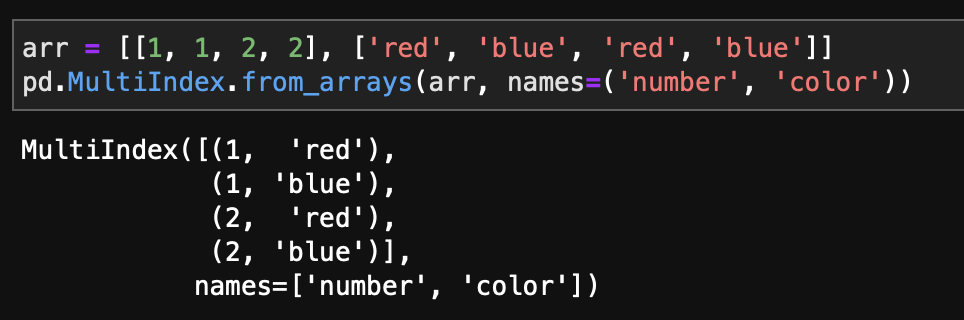 arr = [[1, 1, 2, 2], ['red', 'blue', 'red', 'blue']]
pd.MultiIndex.from_arrays(arr, names=('number', 'color'))
MultiIndex([(1,  'red'),
            (1, 'blue'),
            (2,  'red'),
            (2, 'blue')],
           names=['number', 'color'])